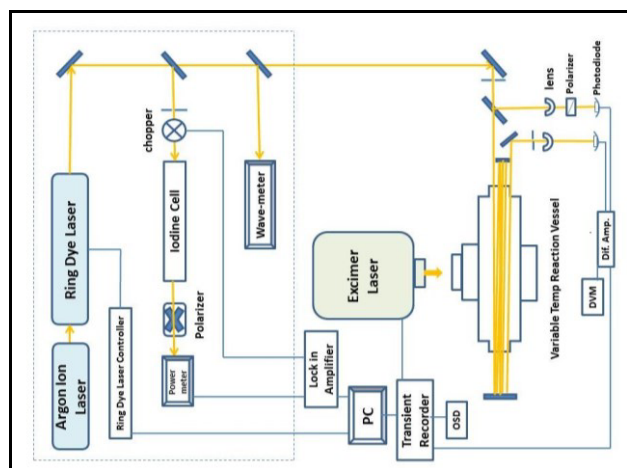 lens
Polarizer
Photodiode
chopper
Iodine Cell
Wave-meter
Ring Dye Laser
Excimer
Laser
Variable Temp Reaction Vessel
Dif. Amp.
DVM
Polarizer
Ring Dye Laser Controller
Power
meter
Lock in
Amplifier
Argon Ion
Laser
PC
Transient
Recorder
OSD